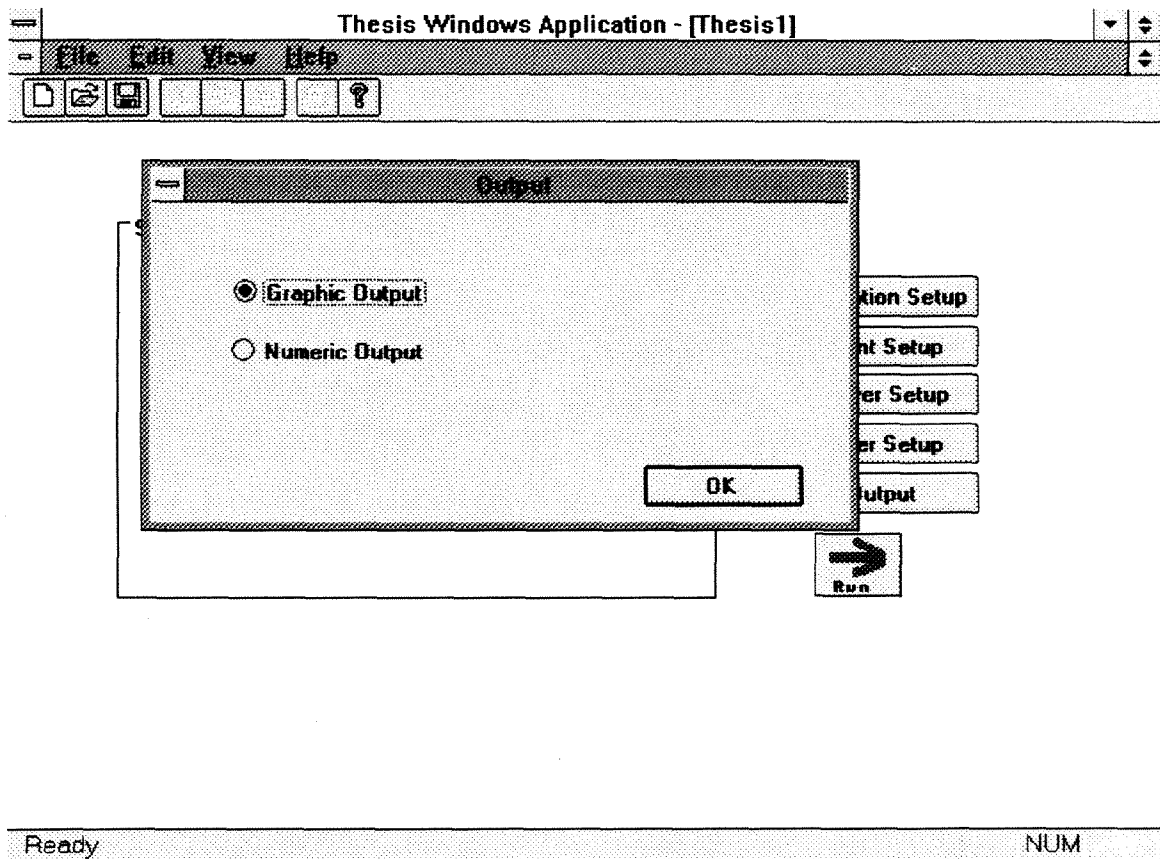 Thesis Windows Application - [Thesis1]
File Edit View Help
Output
Graphic Output
Numeric Output
OK
tion Setup
nt Setup
er Setup
er Setup
utput
Run
Ready NUM